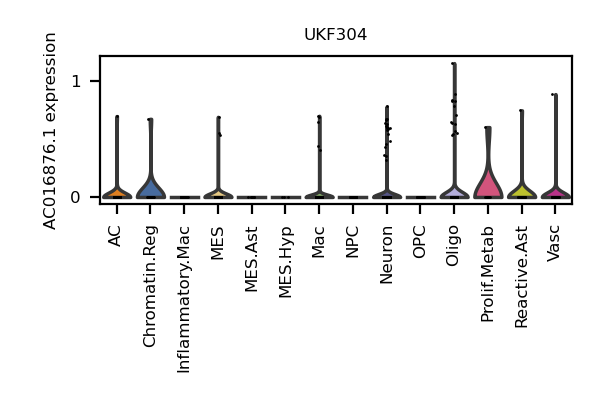 UKF304
AC016876.1 expression
1
0
AC
Chromatin.Reg
Inflammatory.Mac
MES
MES.Ast
MES.Hyp
Mac
NPC
Neuron
OPC
Oligo
Prolif.Metab
Reactive.Ast
Vasc